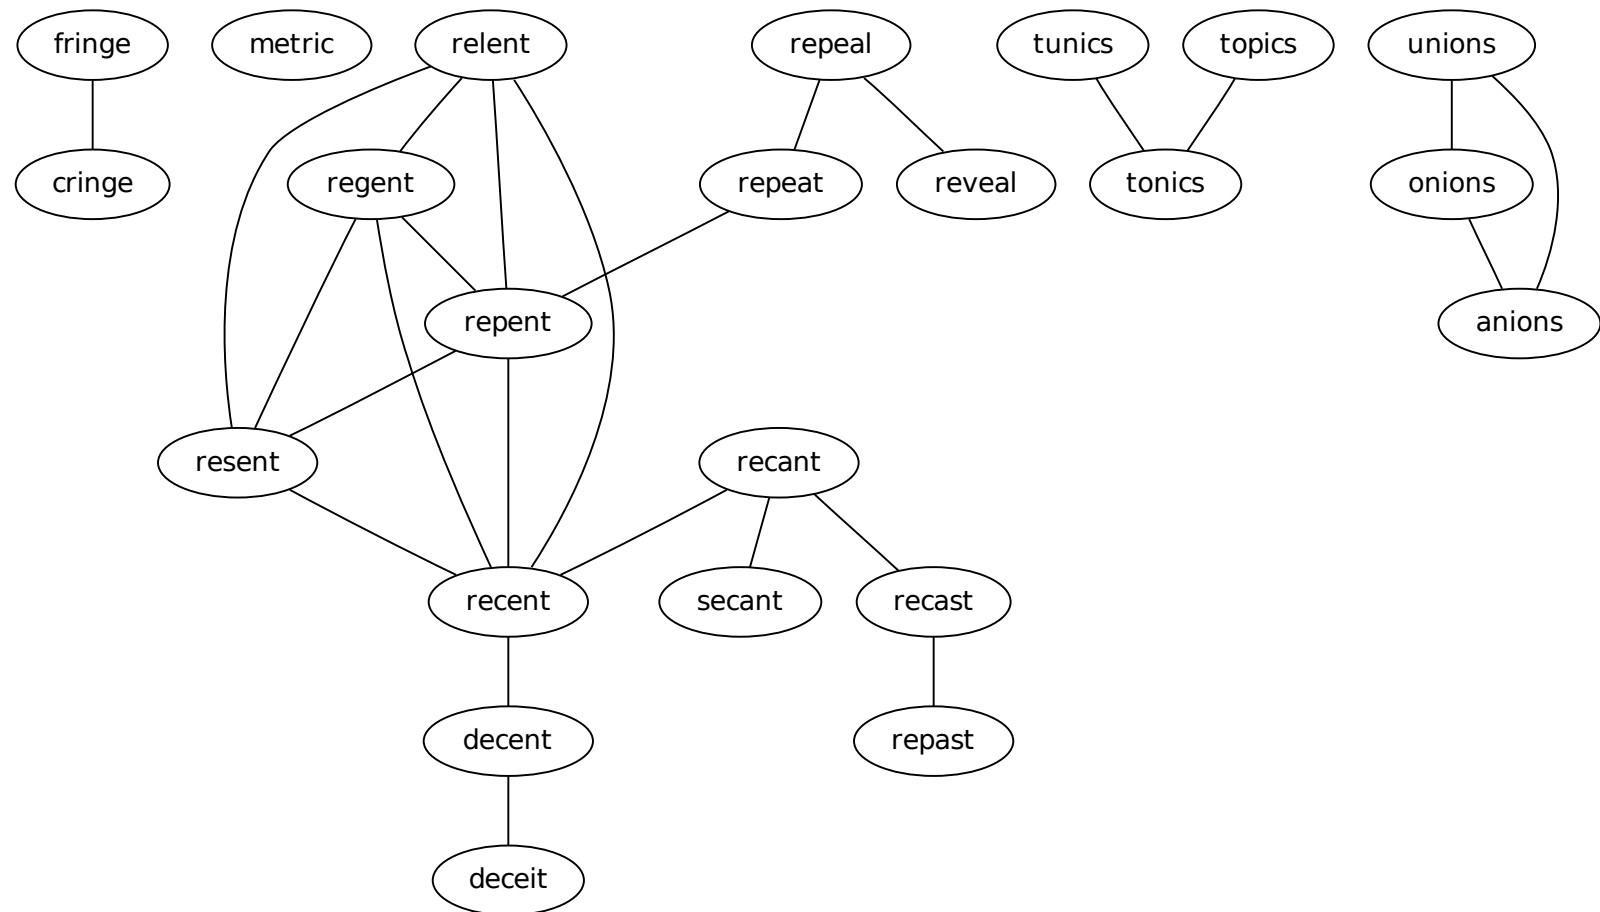 fringe
metric
relent
repeal
tunics
topics
unions
cringe
regent
repeat
reveal
tonics
onions
repent
anions
resent
recant
recent
secant
recast
decent
repast
deceit